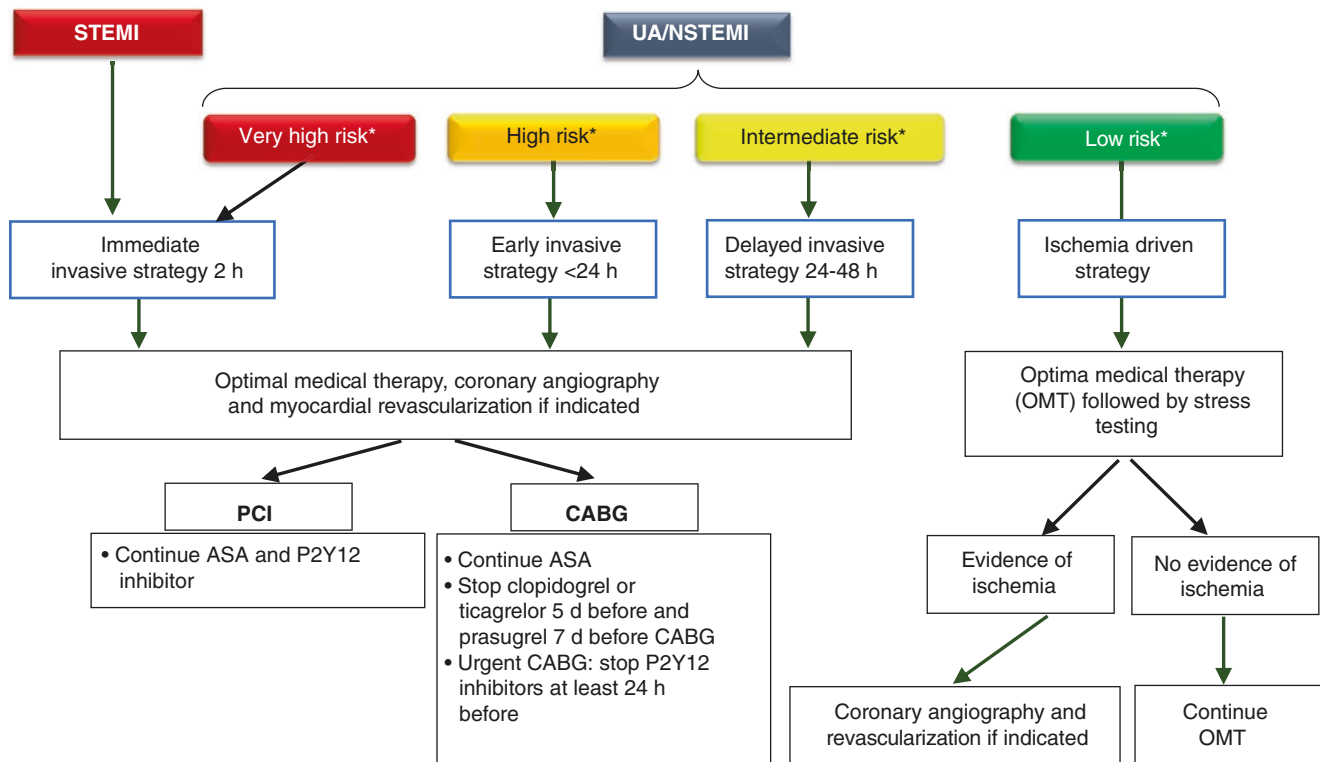 STEMI
UA/NSTEMI
Very high risk*
High risk*
Intermediate risk*
Low risk*
Immediate
invasive strategy 2 h
Early invasive
strategy <24 h
Delayed invasive
strategy 24-48 h
Ischemia driven
strategy
Optimal medical therapy, coronary angiography
and myocardial revascularization if indicated
Optima medical therapy
(OMT) followed by stress
testing
PCI
• Continue ASA and P2Y12
inhibitor
CABG
• Continue ASA
• Stop clopidogrel or
ticagrelor 5 d before and
prasugrel 7 d before CABG
• Urgent CABG: stop P2Y12
inhibitors at least 24 h
before
Evidence of
ischemia
No evidence of
ischemia
Coronary angiography and
revascularization if indicated
Continue
OMT